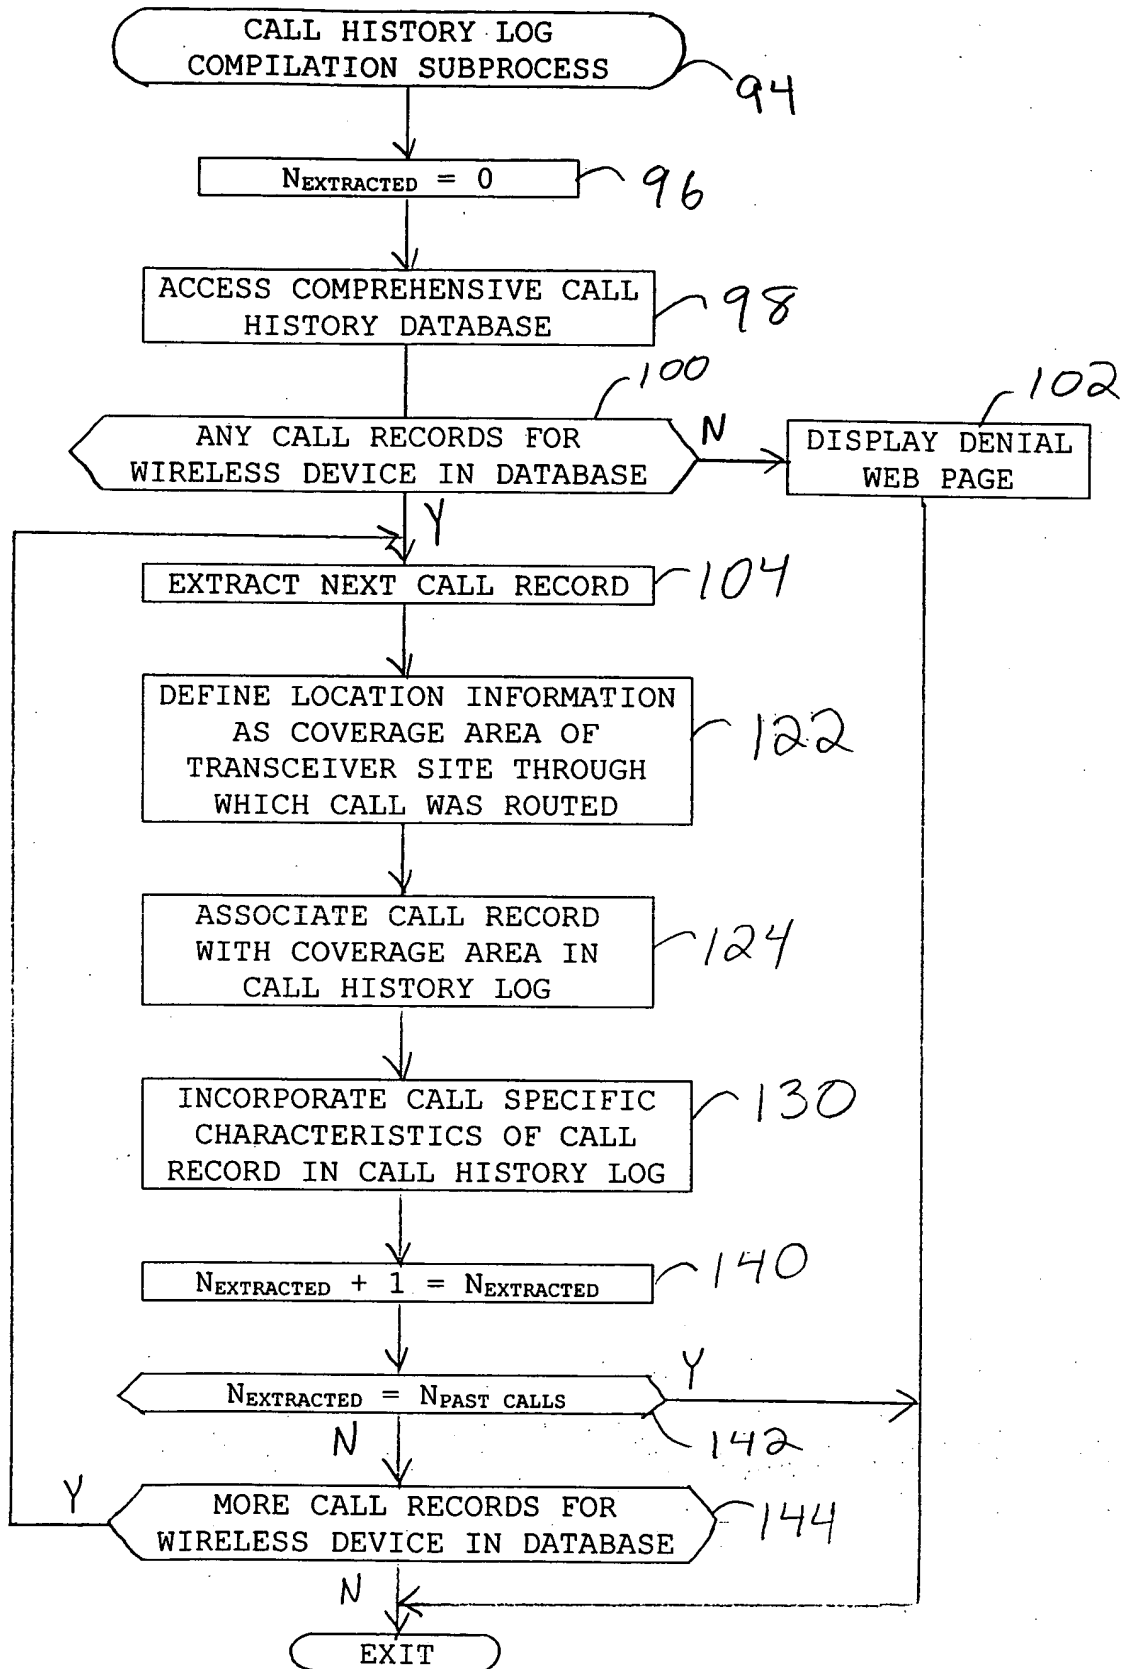 CALL HISTORY LOG
COMPILATION SUBPROCESS
94
NEXTRACTED = 0
96
ACCESS COMPREHENSIVE CALL
HISTORY DATABASE
98
100
ANY CALL RECORDS FOR
WIRELESS DEVICE IN DATABASE
N
102
DISPLAY DENIAL
WEB PAGE
Y
EXTRACT NEXT CALL RECORD
104
DEFINE LOCATION INFORMATION
AS COVERAGE AREA OF
TRANSCEIVER SITE THROUGH
WHICH CALL WAS ROUTED
122
ASSOCIATE CALL RECORD
WITH COVERAGE AREA IN
CALL HISTORY LOG
124
INCORPORATE CALL SPECIFIC
CHARACTERISTICS OF CALL
RECORD IN CALL HISTORY LOG
130
NEXTRACTED + 1 = NEXTRACTED
140
NEXTRACTED = NPAST CALLS
Y
142
N
Y
MORE CALL RECORDS FOR
WIRELESS DEVICE IN DATABASE
144
N
EXIT